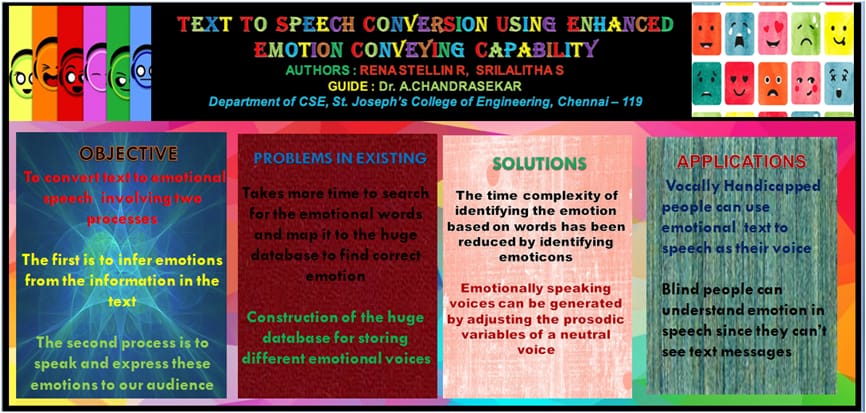 TEXT TO SPEECH CONVERSION USING ENHANCED
EMOTION CONVEYING CAPABILITY
AUTHORS : RENA STELLIN R, SRILALITHA S
GUIDE : Dr. A.CHANDRASEKAR
Department of CSE, St. Joseph's College of Engineering, Chennai – 119
OBJECTIVE
To convert text to emotional
speech involving two
processes
The first is to infer emotions
from the information in the
text
The second process is to
speak and express these
emotions to our audience
PROBLEMS IN EXISTING
Takes more time to search
for the emotional words
and map it to the huge
database to find correct
emotion
Construction of the huge
database for storing
different emotional voices
SOLUTIONS
The time complexity of
identifying the emotion
based on words has been
reduced by identifying
emoticons
Emotionally speaking
voices can be generated
by adjusting the prosodic
variables of a neutral
voice
APPLICATIONS
Vocally Handicapped
people can use
emotional text to
speech as their voice
Blind people can
understand emotion in
speech since they can't
see text messages